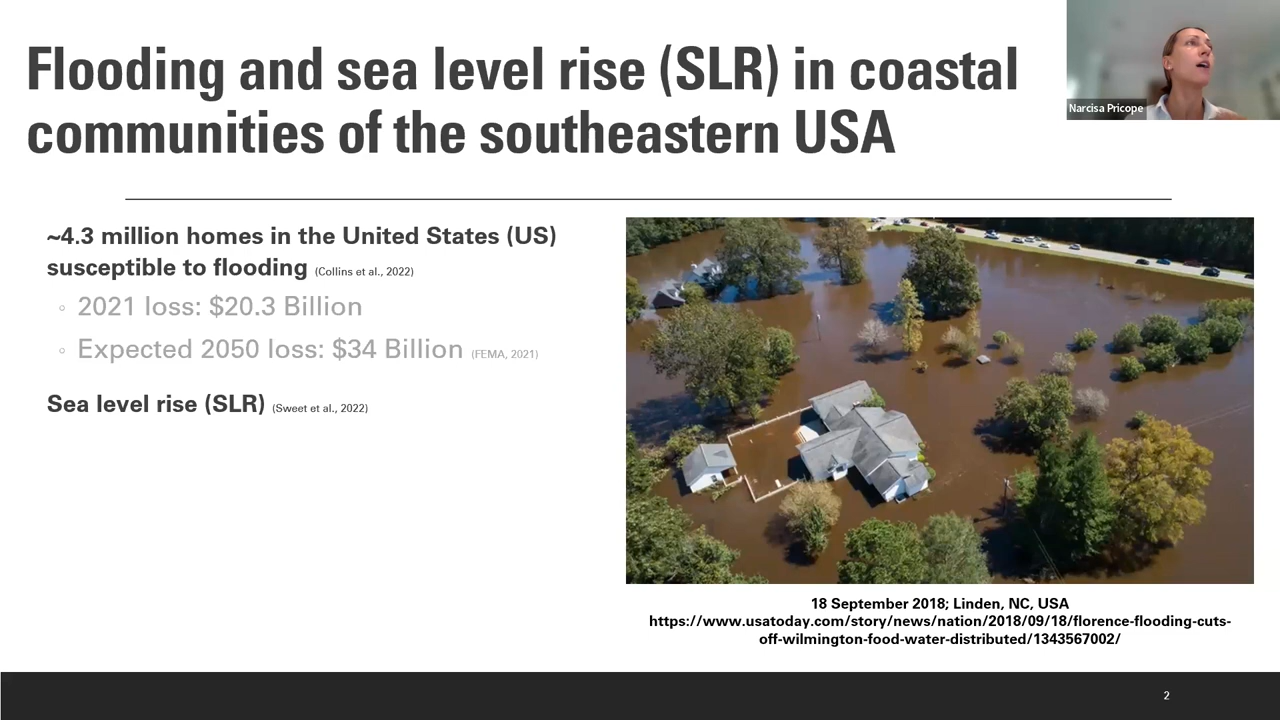 Flooding and sea level rise (SLR) in coastal
communities of the southeastern USA
Narcisa Pricope
~4.3 million homes in the United States (US)
susceptible to flooding (Collins et al., 2022)
◦ 2021 loss: $20.3 Billion
◦ Expected 2050 loss: $34 Billion (FEMA, 2021)
Sea level rise (SLR) (Sweet et al., 2022)
18 September 2018; Linden, NC, USA
https://www.usatoday.com/story/news/nation/2018/09/18/florence-flooding-cuts-
off-wilmington-food-water-distributed/1343567002/
2